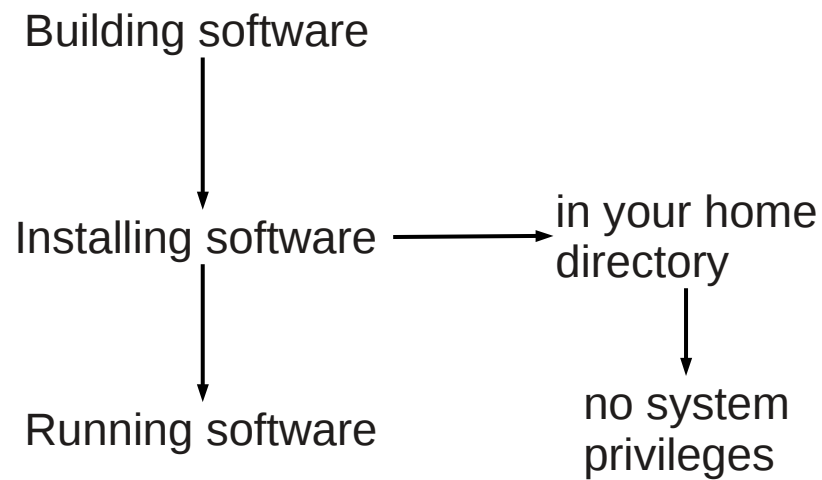 Building software
Installing software
in your home
directory
Running software
no system
privileges